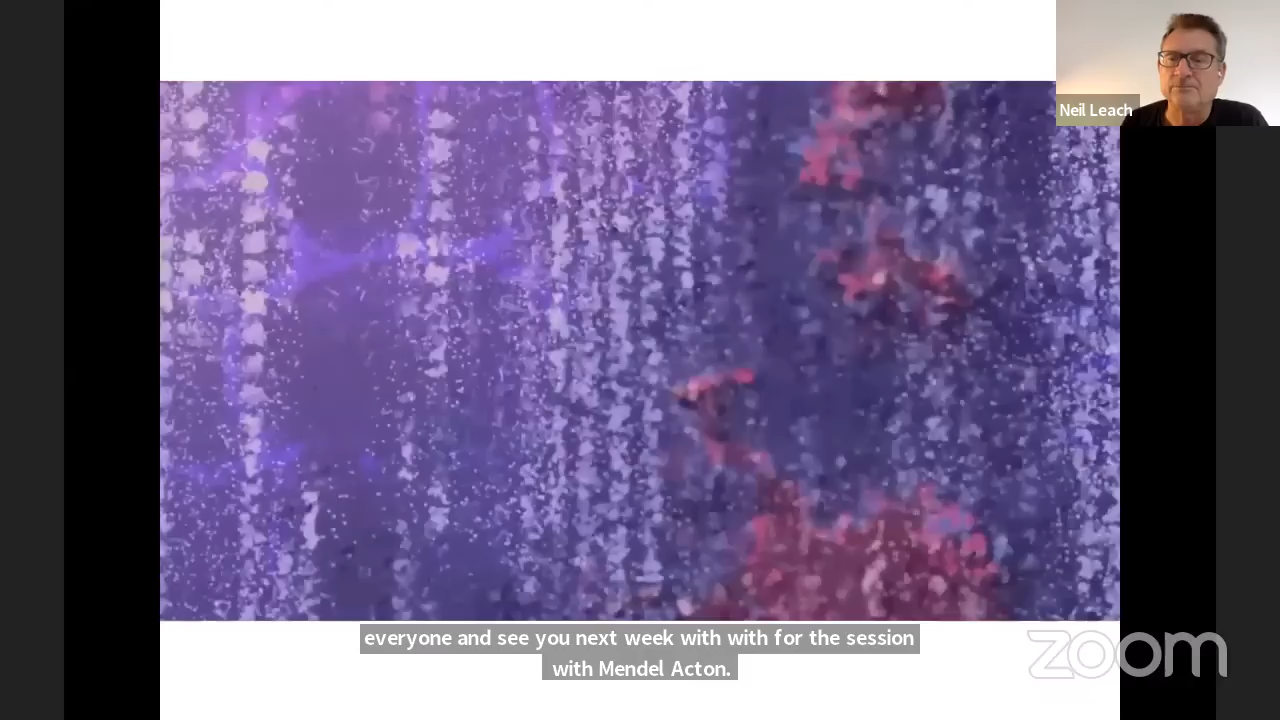 Neil Leach
everyone and see you next week with with for the session
with Mendel Acton.
zoom